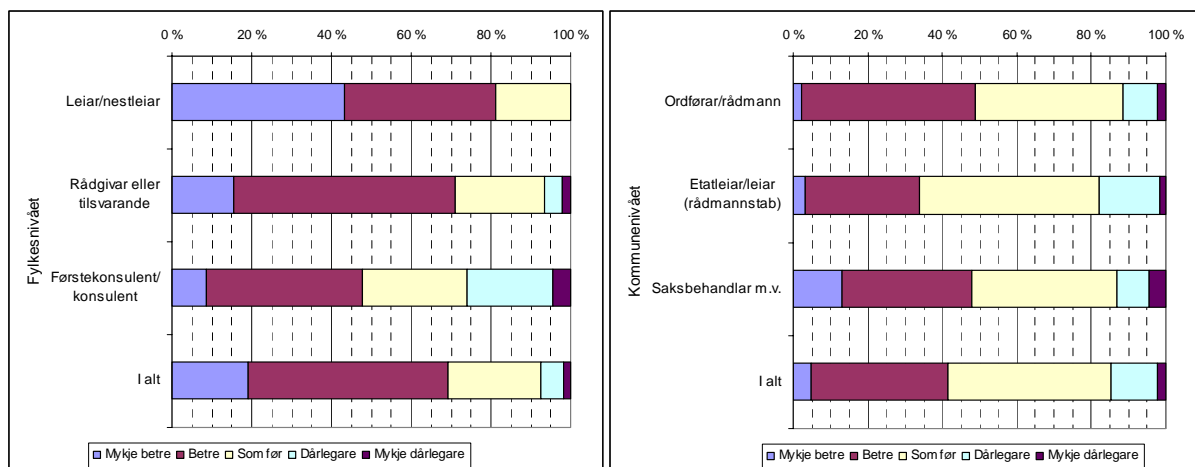 0 % 20 % 40 % 60 % 80 % 100 %
Fylkesnivået
Leiar/nestleiar
Rådgivar eller
tilsvarande
Førstekonsulent/
konsulent
I alt
Mykje betre Betre Som før Dårlegare Mykje dårlegare
0 % 20 % 40 % 60 % 80 % 100 %
Kommunenivået
Ordførar/rådmann
Etatleiar/leiar
(rådmannstab)
Saksbehandlar m.v.
I alt
Mykje betre Betre Som før Dårlegare Mykje dårlegare